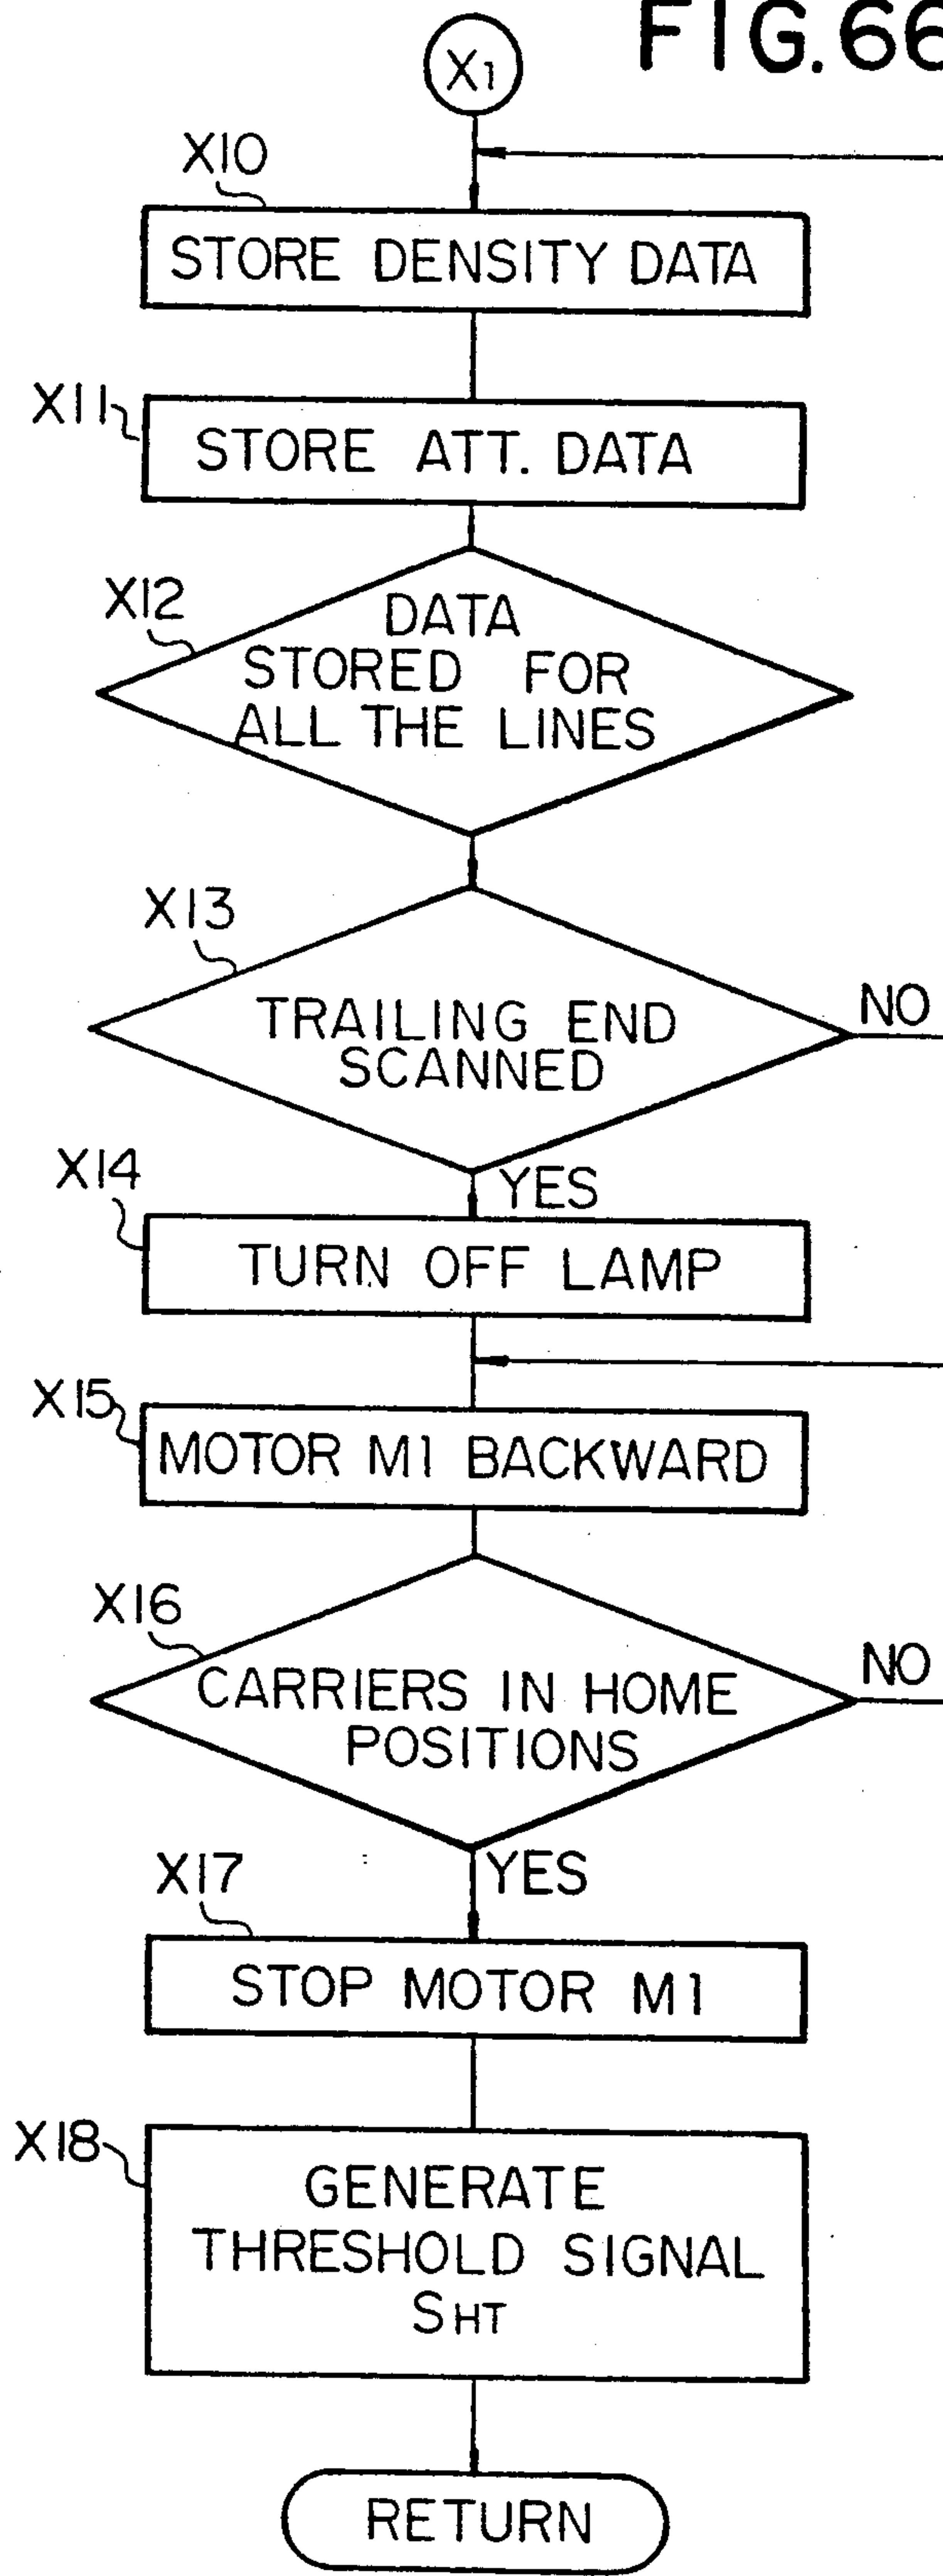 FIG.66
X1
X10
STORE DENSITY DATA
X11
STORE ATT. DATA
X12
DATA
STORED FOR
ALL THE LINES
X13
TRAILING END
SCANNED
NO
X14
YES
TURN OFF LAMP
X15
MOTOR M1 BACKWARD
X16
CARRIERS IN HOME
POSITIONS
NO
X17
YES
STOP MOTOR M1
X18
GENERATE
THRESHOLD SIGNAL
SHT
RETURN